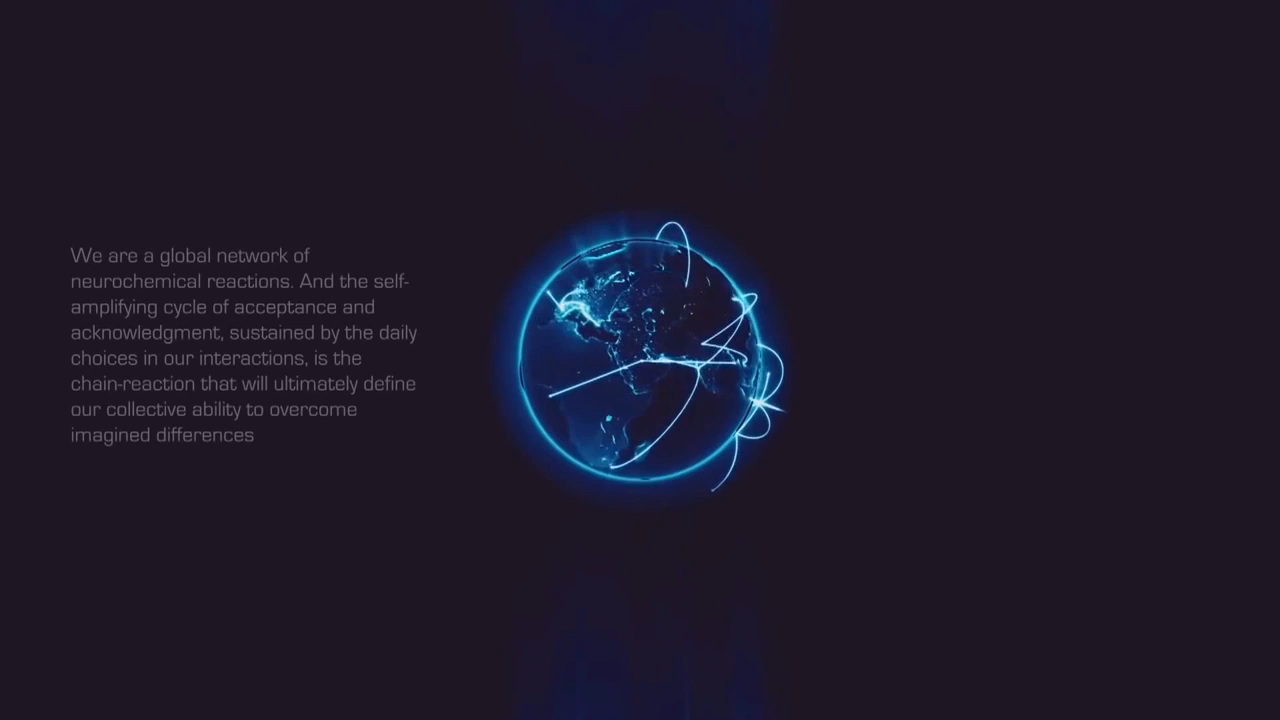 We are a global network of
neurochemical reactions. And the self-
amplifying cycle of acceptance and
acknowledgment, sustained by the daily
choices in our interactions, is the
chain-reaction that will ultimately define
our collective ability to overcome
imagined differences